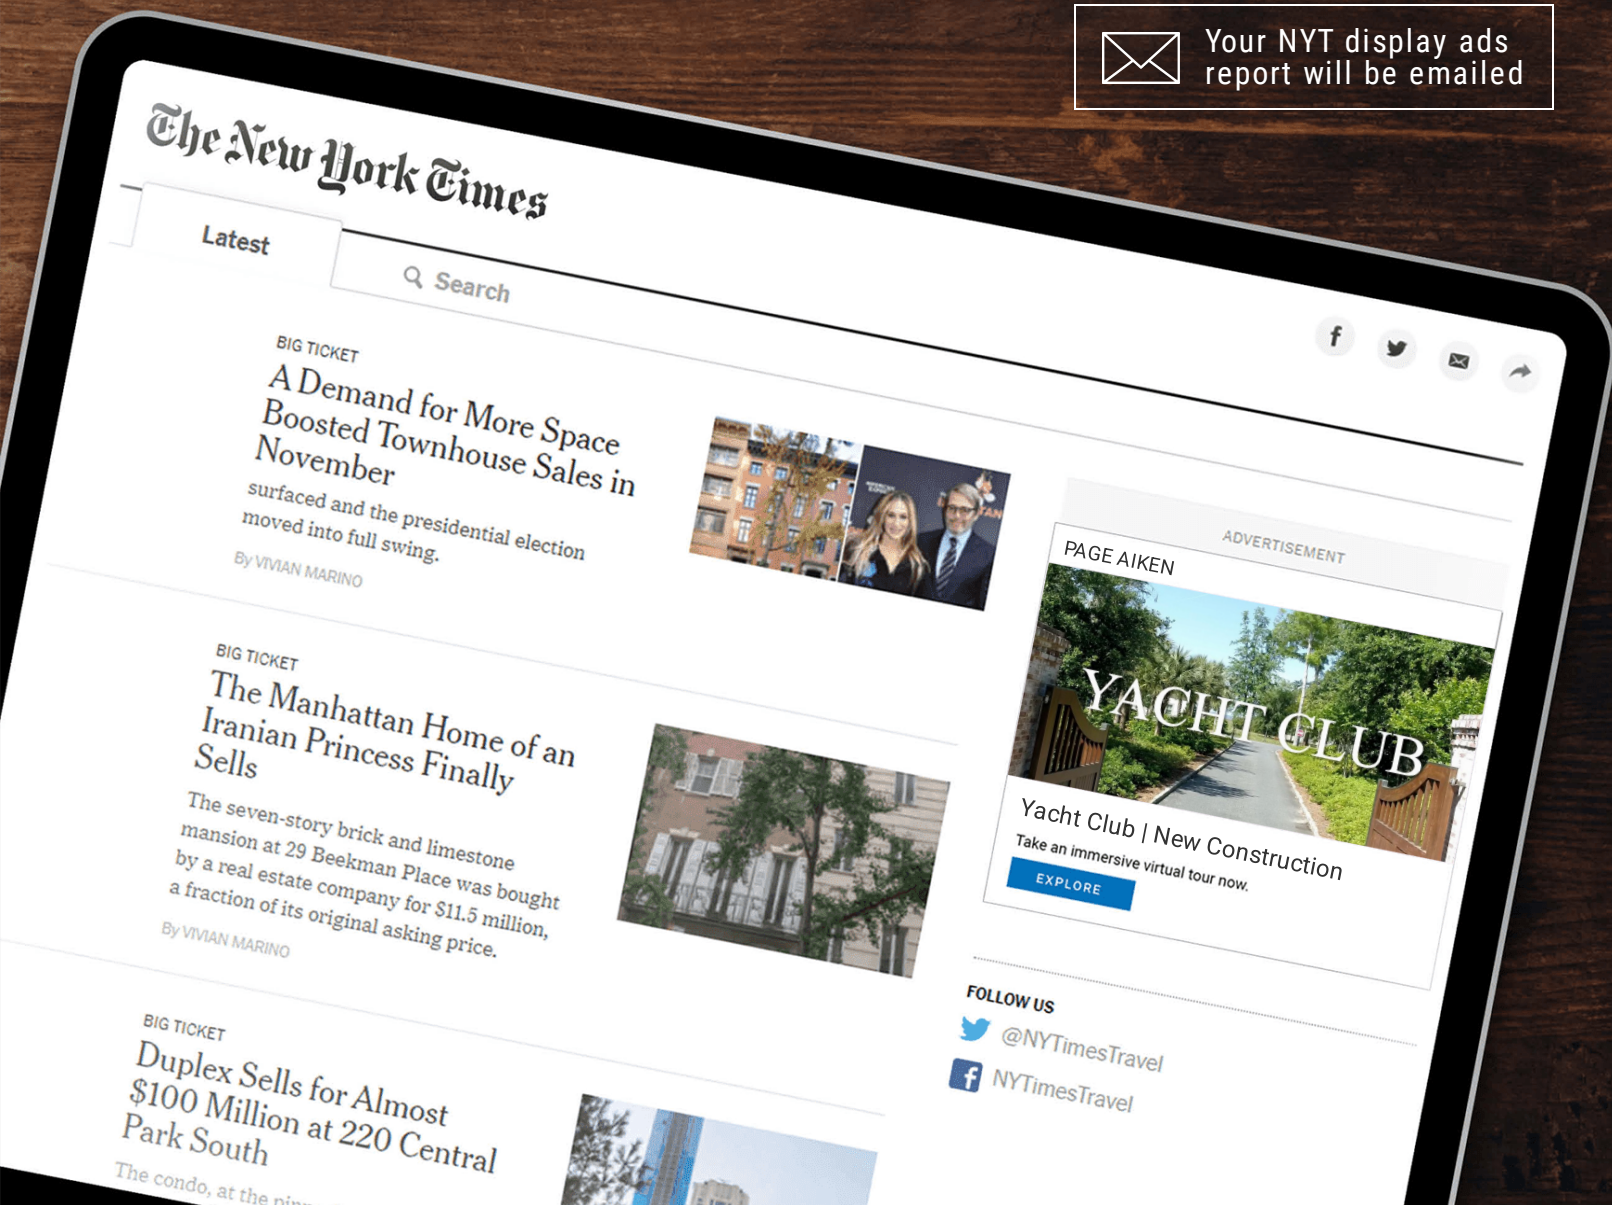 Your NYT display ads
report will be emailed
The New York Times
Latest
Search
BIG TICKET
A Demand for More Space
Boosted Townhouse Sales in
November
surfaced and the presidential election
moved into full swing.
By VIVIAN MARINO
BIG TICKET
The Manhattan Home of an
Iranian Princess Finally
Sells
The seven-story brick and limestone
mansion at 29 Beekman Place was bought
by a real estate company for $11.5 million,
a fraction of its original asking price.
By VIVIAN MARINO
BIG TICKET
Duplex Sells for Almost
$100 Million at 220 Central
Park South
The condo, at the
ADVERTISEMENT
PAGE AIKEN
YACHT CLUB
Yacht Club | New Construction
Take an immersive virtual tour now.
EXPLORE
FOLLOW US
@NYTimesTravel
NYTimesTravel